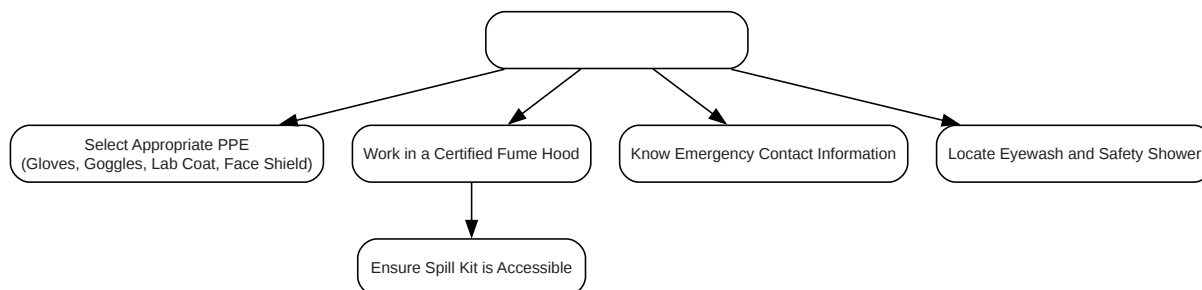 Select Appropriate PPE
(Gloves, Goggles, Lab Coat, Face Shield)
Work in a Certified Fume Hood
Know Emergency Contact Information
Locate Eyewash and Safety Shower
Ensure Spill Kit is Accessible